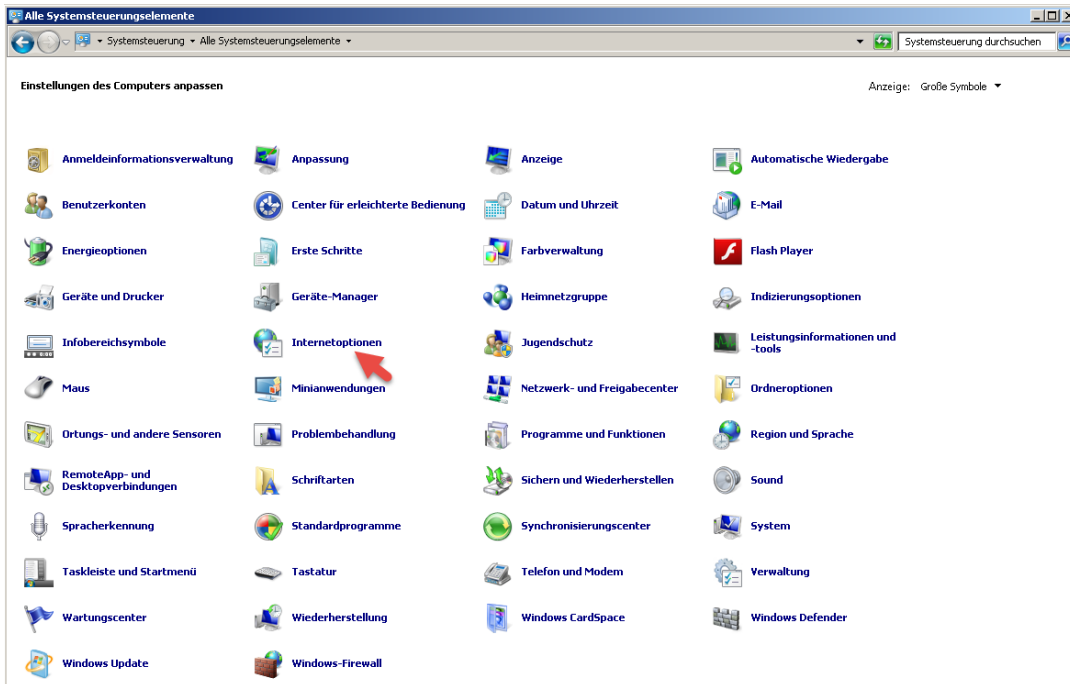 Alle Systemsteuerungselemente
Systemsteuerung Alle Systemsteuerungselemente
Systemsteuerung durchsuchen
Einstellungen des Computers anpassen
Anzeige: Große Symbole
Anmeldeinformationsverwaltung
Anpassung
Anzeige
Automatische Wiedergabe
Benutzerkonten
Center für erleichterte Bedienung
Datum und Uhrzeit
E-Mail
Energieoptionen
Erste Schritte
Farbverwaltung
Flash Player
Geräte und Drucker
Geräte-Manager
Heimnetzgruppe
Indizierungsoptionen
Infobereichsymbole
Internetoptionen
Jugendschutz
Leistungsinformationen und
-tools
Maus
Minianwendungen
Netzwerk- und Freigabecenter
Ordneroptionen
Ortungs- und andere Sensoren
Problembehandlung
Programme und Funktionen
Region und Sprache
RemoteApp- und
Desktopverbindungen
Schriftarten
Sichern und Wiederherstellen
Sound
Spracherkennung
Standardprogramme
Synchronisierungscenter
System
Taskleiste und Startmenü
Tastatur
Telefon und Modem
Verwaltung
Wartungscenter
Wiederherstellung
Windows CardSpace
Windows Defender
Windows Update
Windows-Firewall